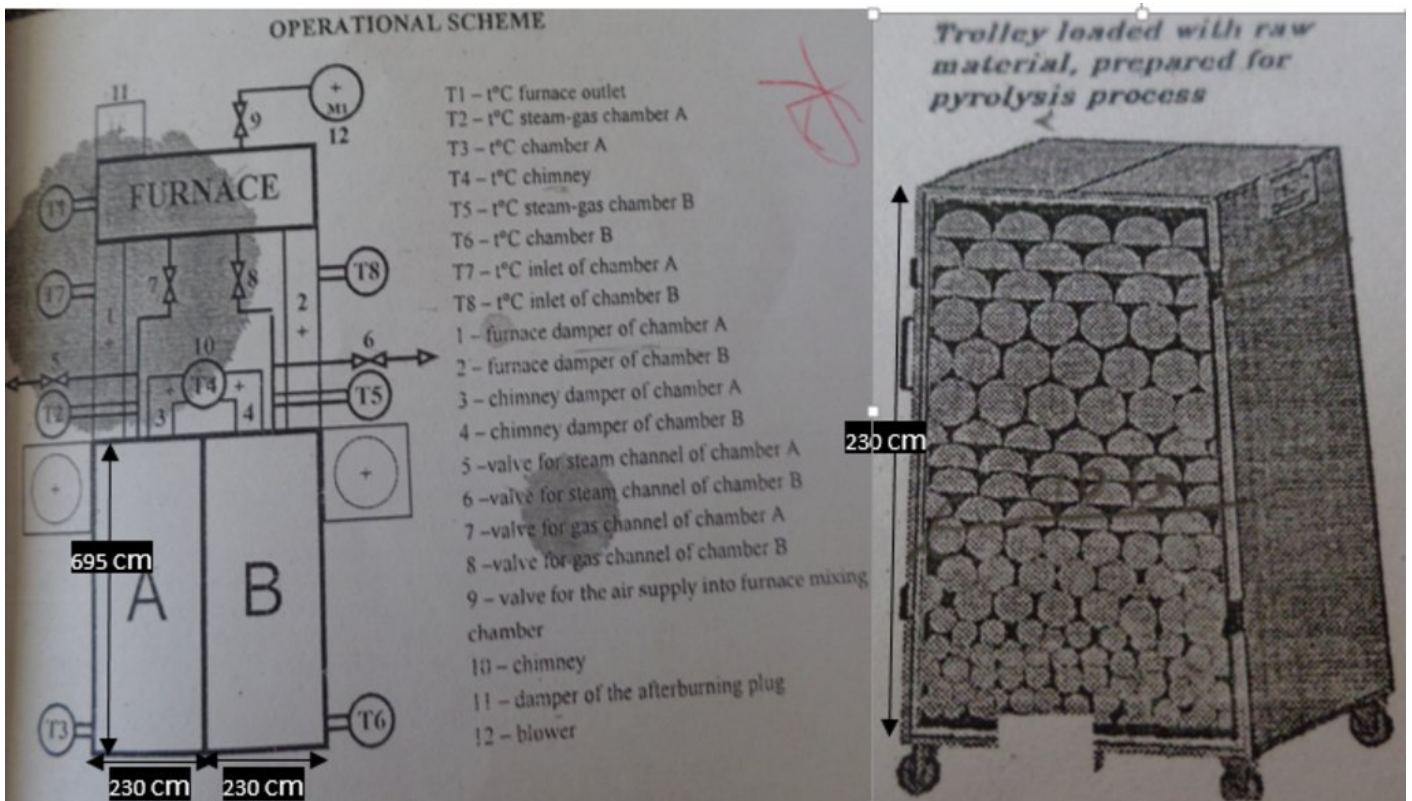 OPERATIONAL SCHEME
11
9
+
M1
12
FURNACE
T7
7
8
2
+
T8
1
10
6
5
T4
+
+
T2
3
4
T5
+
+
695 cm
A
B
T3
T6
230 cm
230 cm
T1 – t°C furnace outlet
T2 – t°C steam-gas chamber A
T3 – t°C chamber A
T4 – t°C chimney
T5 – t°C steam-gas chamber B
T6 – t°C chamber B
T7 – t°C inlet of chamber A
T8 – t°C inlet of chamber B
1 – furnace damper of chamber A
2 – furnace damper of chamber B
3 – chimney damper of chamber A
4 – chimney damper of chamber B
5 –valve for steam channel of chamber A
6 –valve for steam channel of chamber B
7 –valve for gas channel of chamber A
8 –valve for gas channel of chamber B
9 – valve for the air supply into furnace mixing
chamber
10 – chimney
11 – damper of the afterburning plug
12 – blower
Trolley loaded with raw
material, prepared for
pyrolysis process
230 cm